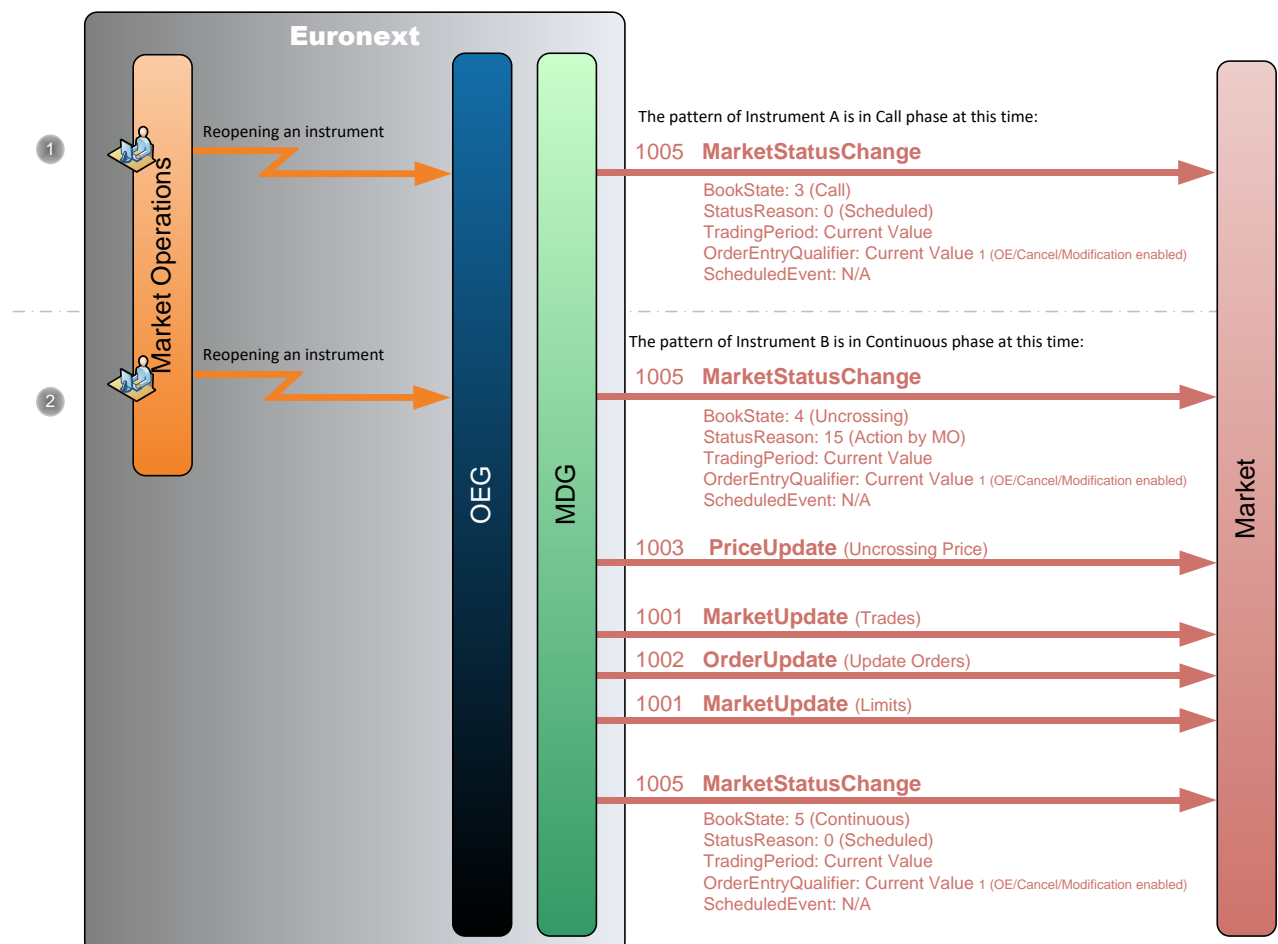 Euronext
Market Operations
OEG
MDG
Market
1
Reopening an instrument
The pattern of Instrument A is in Call phase at this time:
1005 MarketStatusChange
BookState: 3 (Call)
StatusReason: 0 (Scheduled)
TradingPeriod: Current Value
OrderEntryQualifier: Current Value 1 (OE/Cancel/Modification enabled)
ScheduledEvent: N/A
2
Reopening an instrument
The pattern of Instrument B is in Continuous phase at this time:
1005 MarketStatusChange
BookState: 4 (Uncrossing)
StatusReason: 15 (Action by MO)
TradingPeriod: Current Value
OrderEntryQualifier: Current Value 1 (OE/Cancel/Modification enabled)
ScheduledEvent: N/A
1003 PriceUpdate (Uncrossing Price)
1001 MarketUpdate (Trades)
1002 OrderUpdate (Update Orders)
1001 MarketUpdate (Limits)
1005 MarketStatusChange
BookState: 5 (Continuous)
StatusReason: 0 (Scheduled)
TradingPeriod: Current Value
OrderEntryQualifier: Current Value 1 (OE/Cancel/Modification enabled)
ScheduledEvent: N/A